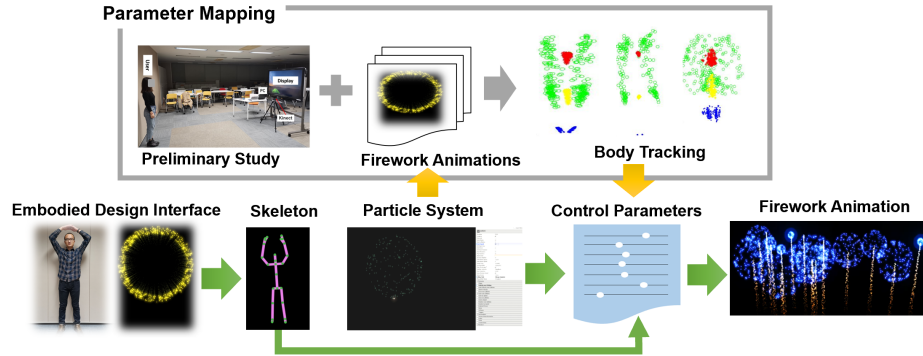 Parameter Mapping
User
Display
PC
Kinect
Preliminary Study
Firework Animations
Body Tracking
Embodied Design Interface
Skeleton
Particle System
Control Parameters
Firework Animation